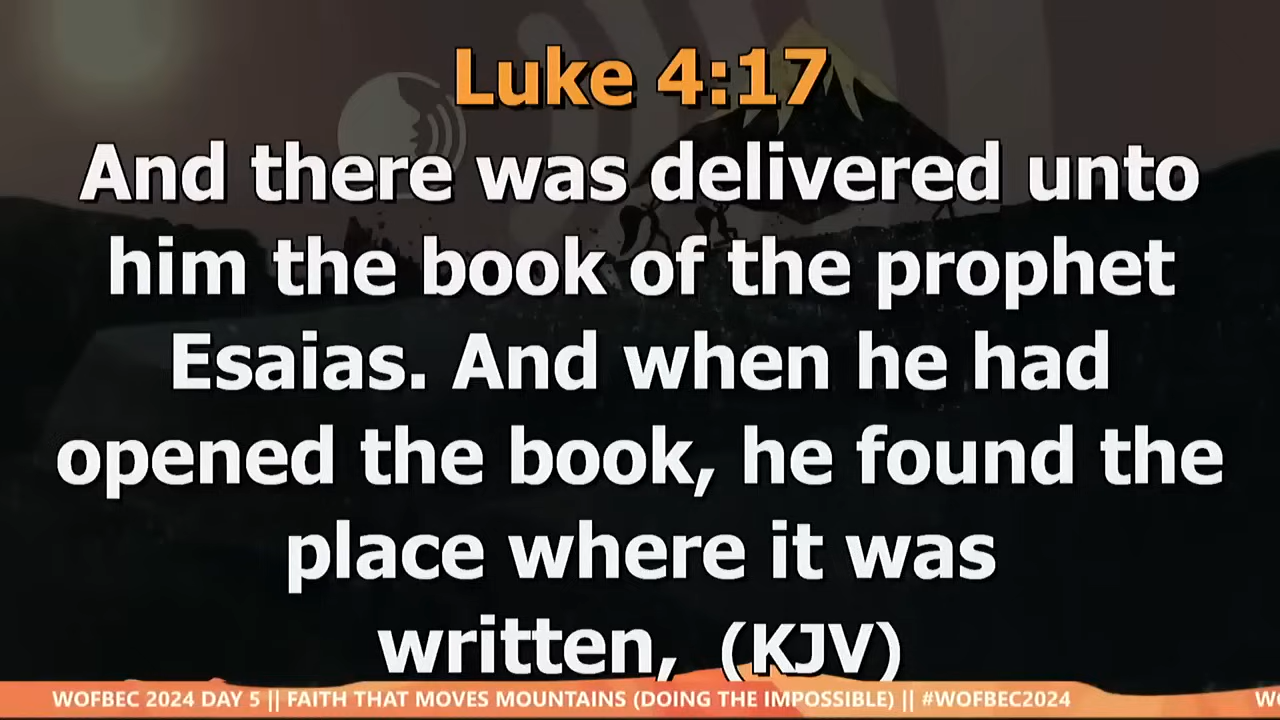 Luke 4:17
And there was delivered unto
him the book of the prophet
Esaias. And when he had
opened the book, he found the
place where it was
written, (KJV)
WOFBEC 2024 DAY 5 || FAITH THAT MOVES MOUNTAINS (DOING THE IMPOSSIBLE) || #WOFBEC2024 WO